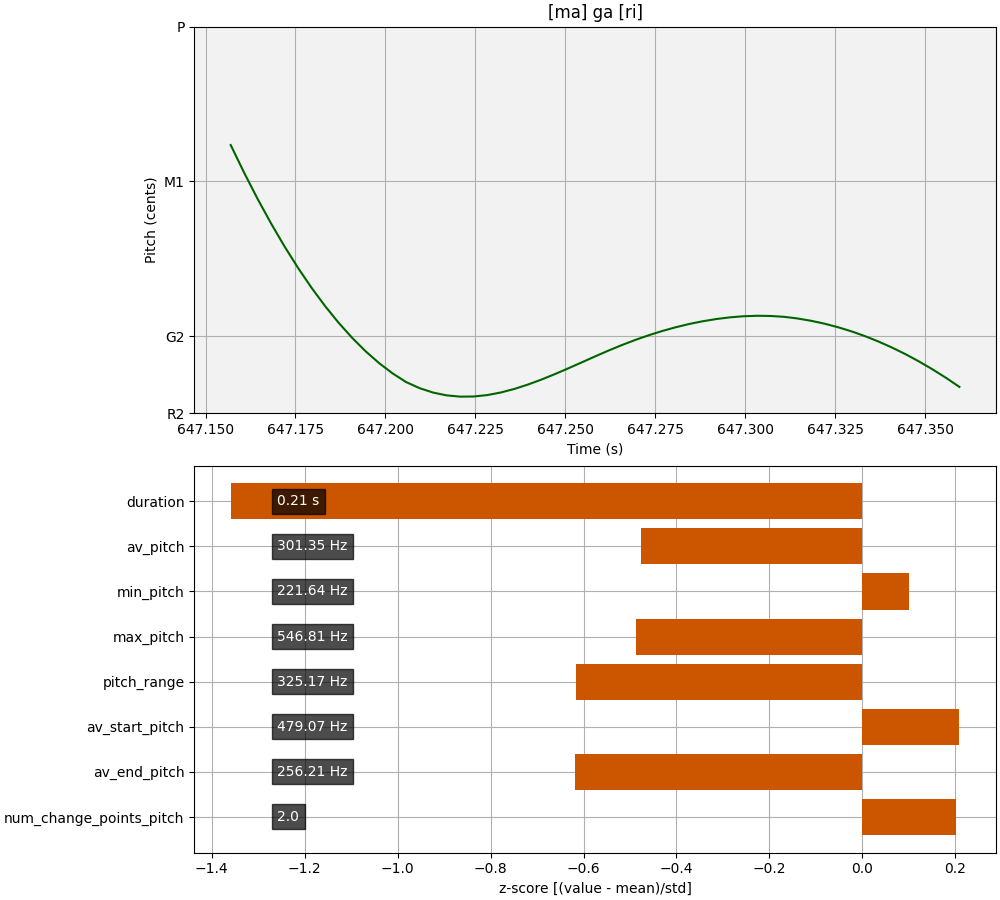 [ma] ga [ri]
P
M1
G2
R2
Pitch (cents)
647.150 647.175 647.200 647.225 647.250 647.275 647.300 647.325 647.350
Time (s)
duration 0.21 s
av_pitch 301.35 Hz
min_pitch 221.64 Hz
max_pitch 546.81 Hz
pitch_range 325.17 Hz
av_start_pitch 479.07 Hz
av_end_pitch 256.21 Hz
num_change_points_pitch 2.0
−1.4 −1.2 −1.0 −0.8 −0.6 −0.4 −0.2 0.0 0.2
z-score [(value - mean)/std]